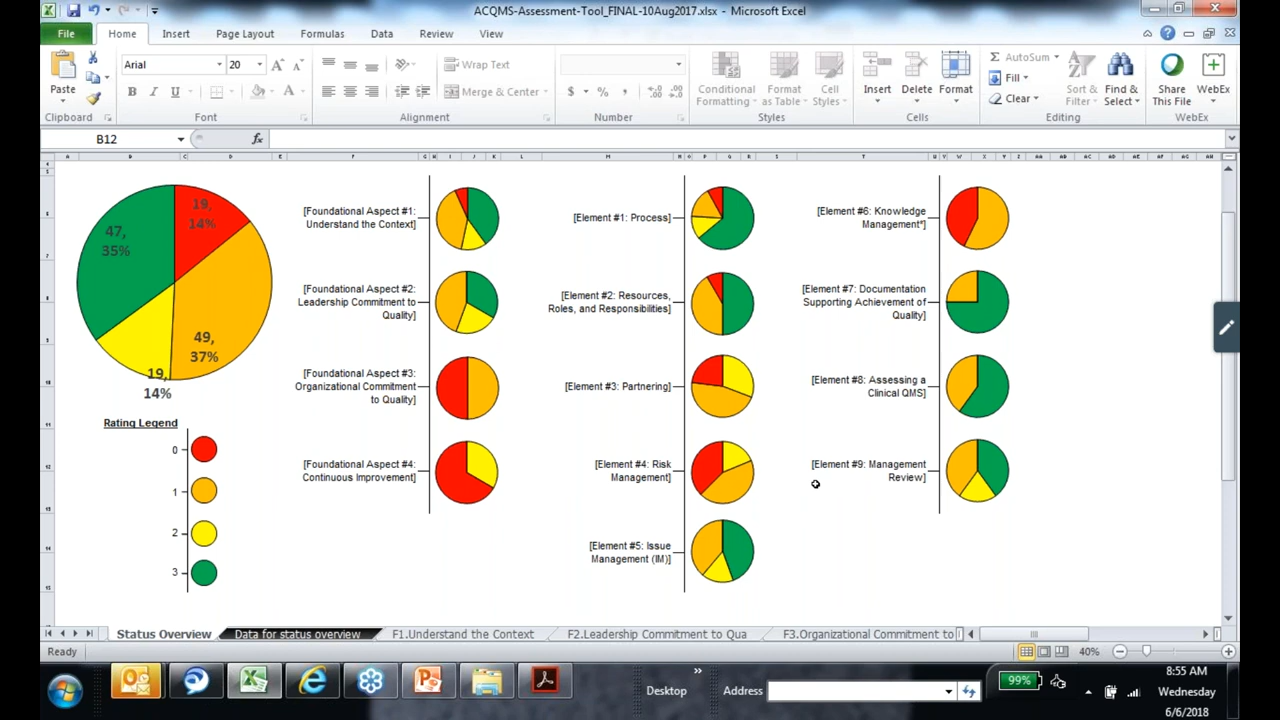 ACQMS-Assessment-Tool_FINAL-10Aug2017.xlsx - Microsoft Excel
File Home Insert Page Layout Formulas Data Review View
Arial 20 A A Wrap Text AutoSum
Paste B I U A Merge & Center $ % , Conditional Formatting Format as Table Cell Styles Insert Delete Format Fill Clear Sort & Filter Find & Select Share This File WebEx
Clipboard Font Alignment Number Styles Cells Editing WebEx
B12 fx
19,
14%
47,
35%
49,
37%
19,
14%
Rating Legend
0
1
2
3
[Foundational Aspect #1:
Understand the Context]
[Foundational Aspect #2:
Leadership Commitment to
Quality]
[Foundational Aspect #3:
Organizational Commitment
to Quality]
[Foundational Aspect #4:
Continuous Improvement]
[Element #1: Process]
[Element #2: Resources,
Roles, and Responsibilities]
[Element #3: Partnering]
[Element #4: Risk
Management]
[Element #5: Issue
Management (IM)]
[Element #6: Knowledge
Management*]
[Element #7: Documentation
Supporting Achievement of
Quality]
[Element #8: Assessing a
Clinical QMS]
[Element #9: Management
Review]
Status Overview Data for status overview F1.Understand the Context F2.Leadership Commitment to Qua F3.Organizational Commitment to
Ready 40%
Desktop » Address 99% 8:55 AM
Wednesday
6/6/2018